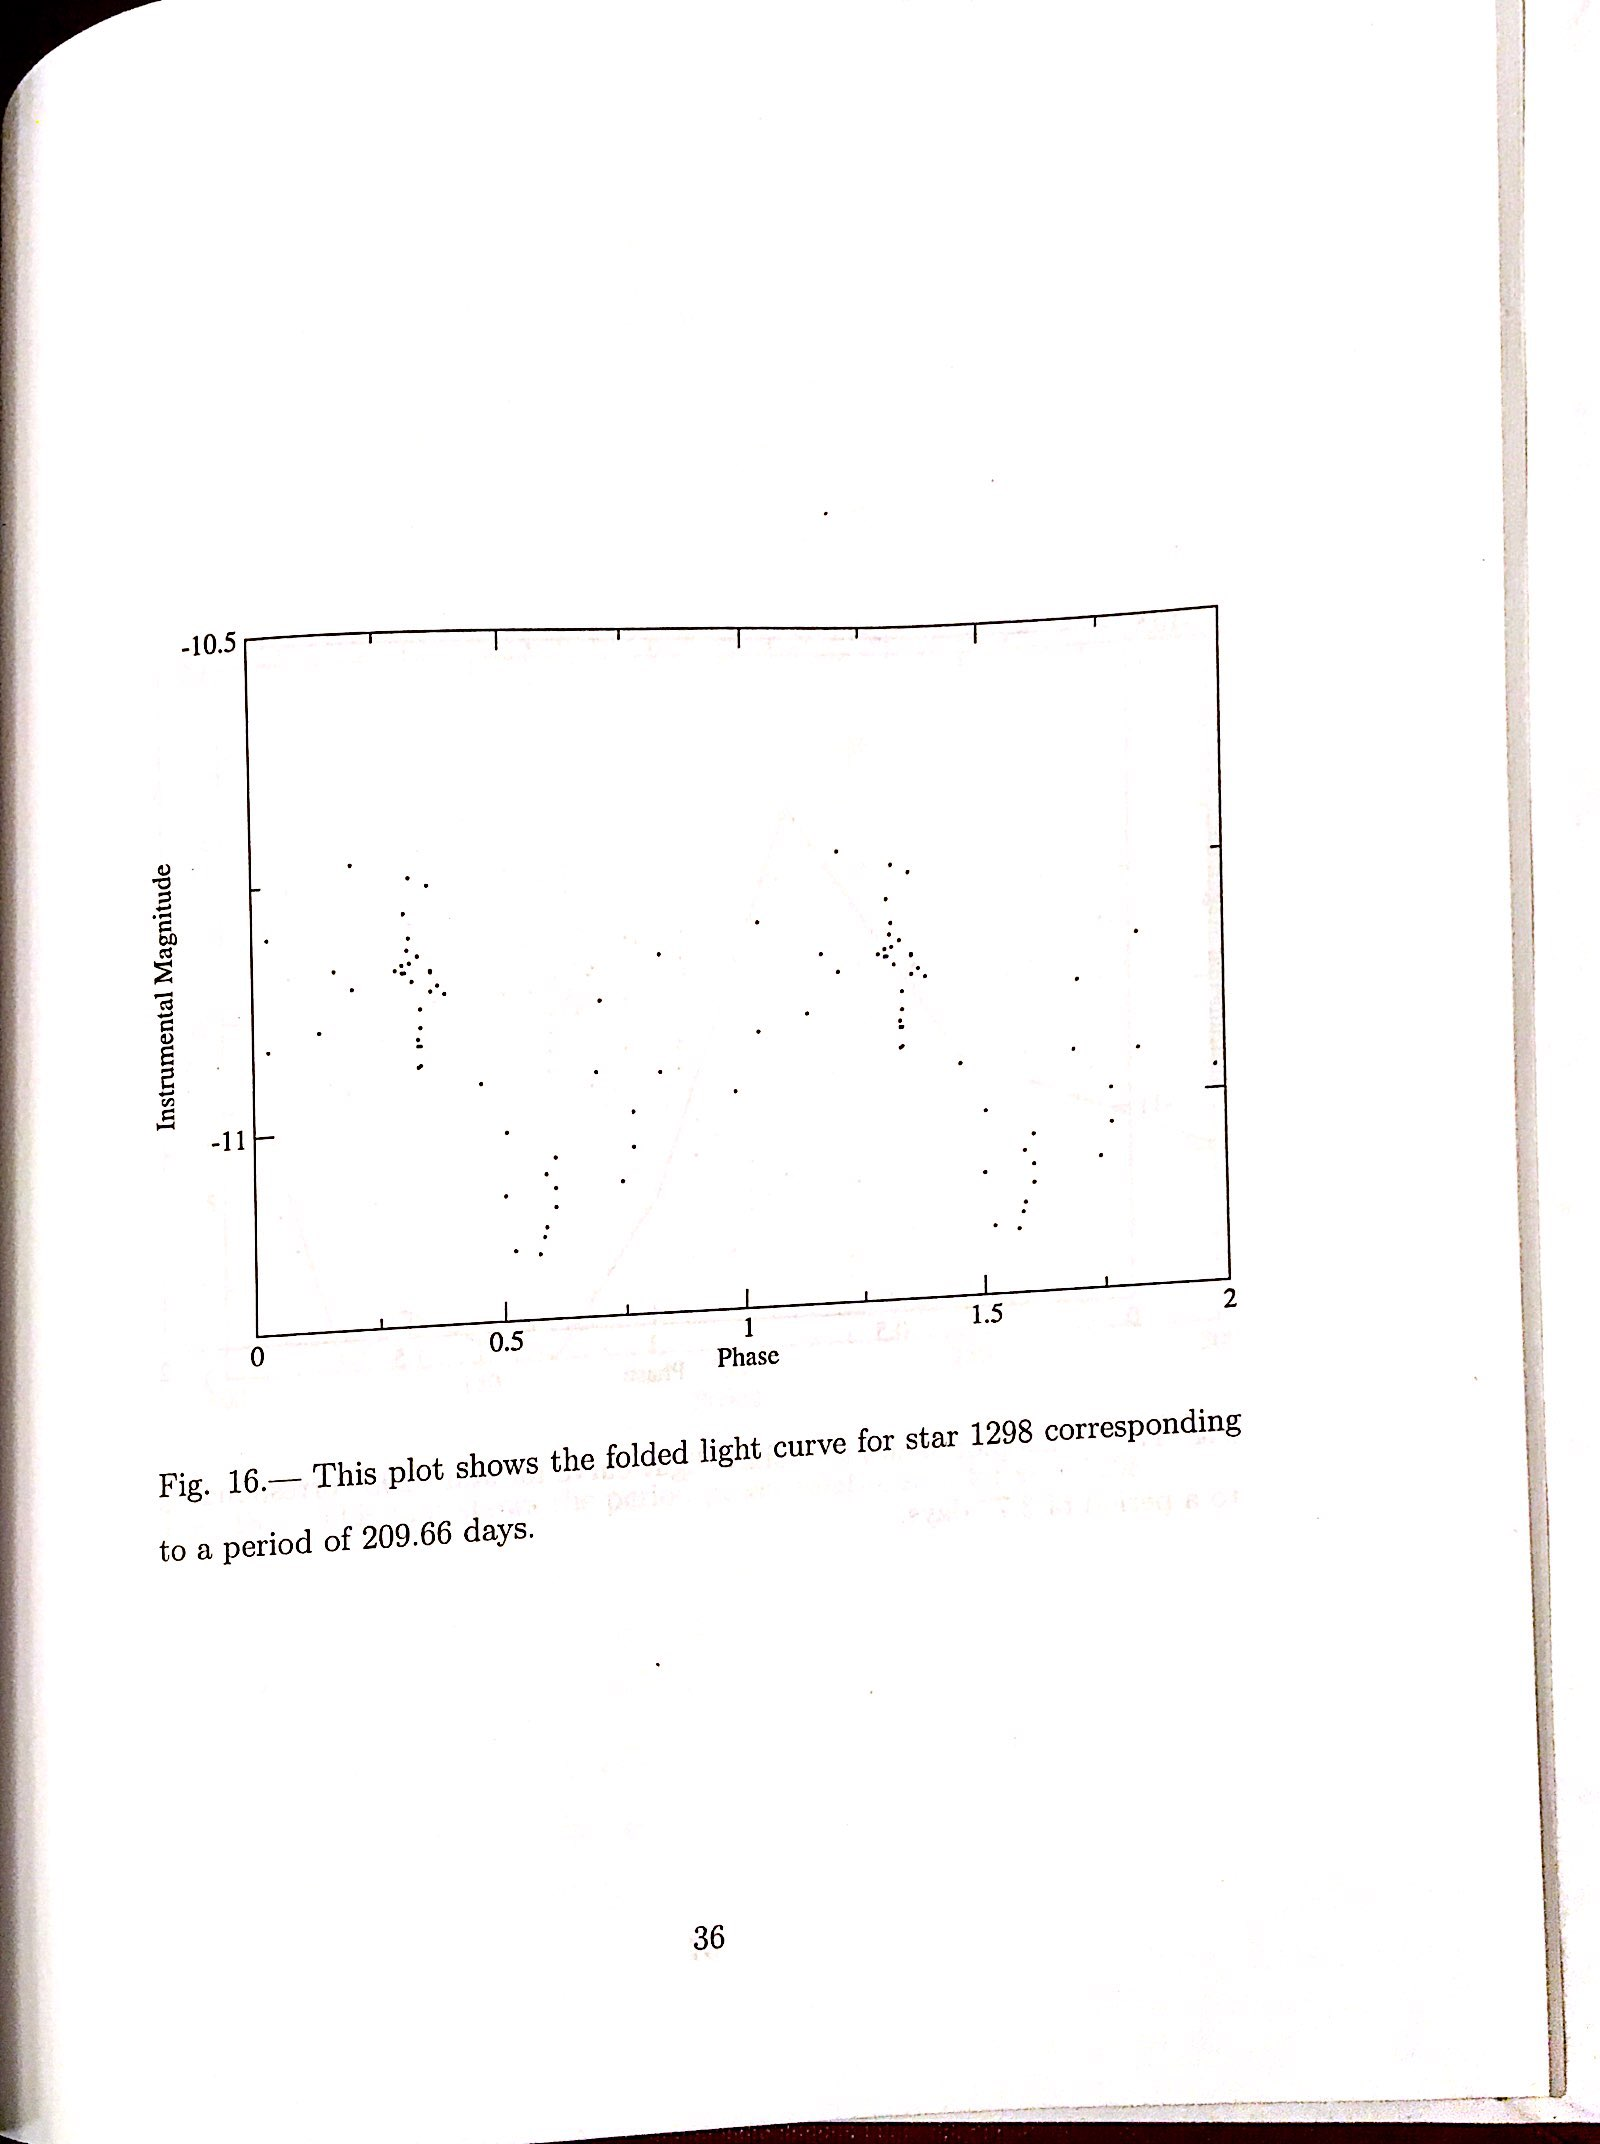 -10.5
Instrumental Magnitude
-11
0
0.5
1
1.5
2
Phase
Fig. 16.— This plot shows the folded light curve for star 1298 corresponding
to a period of 209.66 days.
36